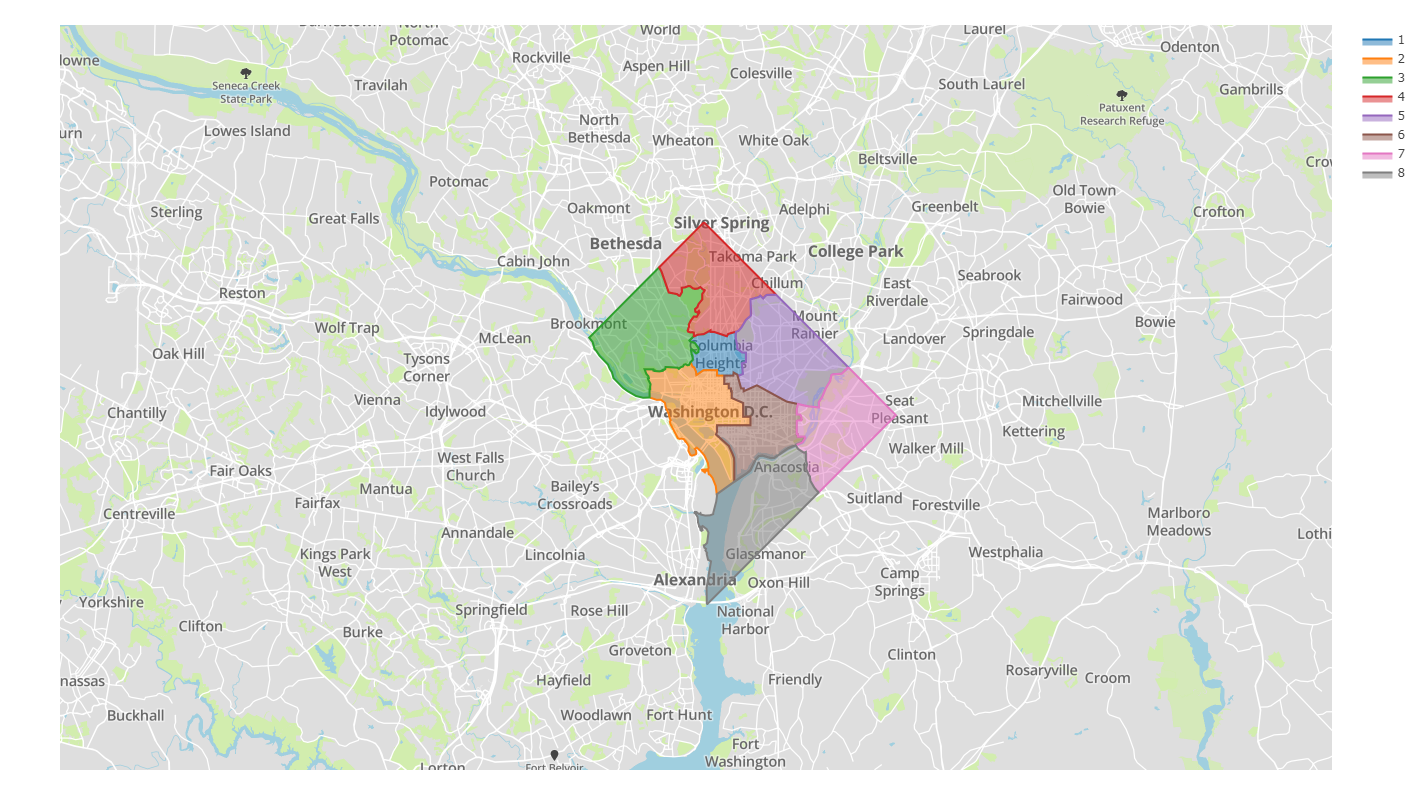 World
Laurel
North
Potomac
Odenton
lowne
Rockville
Aspen Hill
Colesville
Seneca Creek
State Park
Travilah
South Laurel
Gambrills
Patuxent
Research Refuge
urn
Lowes Island
North
Bethesda
Wheaton
White Oak
Beltsville
Cro
Potomac
Old Town
Bowie
Sterling
Great Falls
Oakmont
Adelphi
Greenbelt
Crofton
Silver Spring
Bethesda
Takoma Park
College Park
Cabin John
Seabrook
Reston
Chillum
East
Riverdale
Fairwood
Wolf Trap
Brookmont
Mount
Rainier
Bowie
McLean
Landover
Springdale
Oak Hill
Tysons
Corner
Columbia
Heights
Vienna
Idylwood
Chantilly
Washington D.C.
Seat
Pleasant
Mitchellville
Kettering
Walker Mill
Fair Oaks
West Falls
Church
Anacostia
Mantua
Bailey's
Crossroads
Suitland
Forestville
Centreville
Fairfax
Marlboro
Meadows
Annandale
Lothi
Kings Park
West
Lincolnia
Glassmanor
Westphalia
Alexandria
Oxon Hill
Camp
Springs
Yorkshire
Springfield
Rose Hill
National
Harbor
Clifton
Burke
Groveton
Clinton
nassas
Hayfield
Friendly
Rosaryville
Croom
Buckhall
Woodlawn
Fort Hunt
Fort
Washington
Lorton
Fort Belvoir
1
2
3
4
5
6
7
8